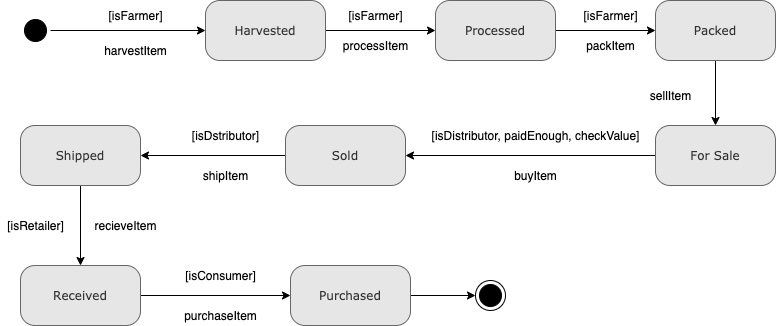 [isFarmer]
harvestItem
Harvested
[isFarmer]
processItem
Processed
[isFarmer]
packItem
Packed
sellItem
For Sale
[isDistributor, paidEnough, checkValue]
buyItem
Sold
[isDstributor]
shipItem
Shipped
[isRetailer]
recieveItem
Received
[isConsumer]
purchaseItem
Purchased